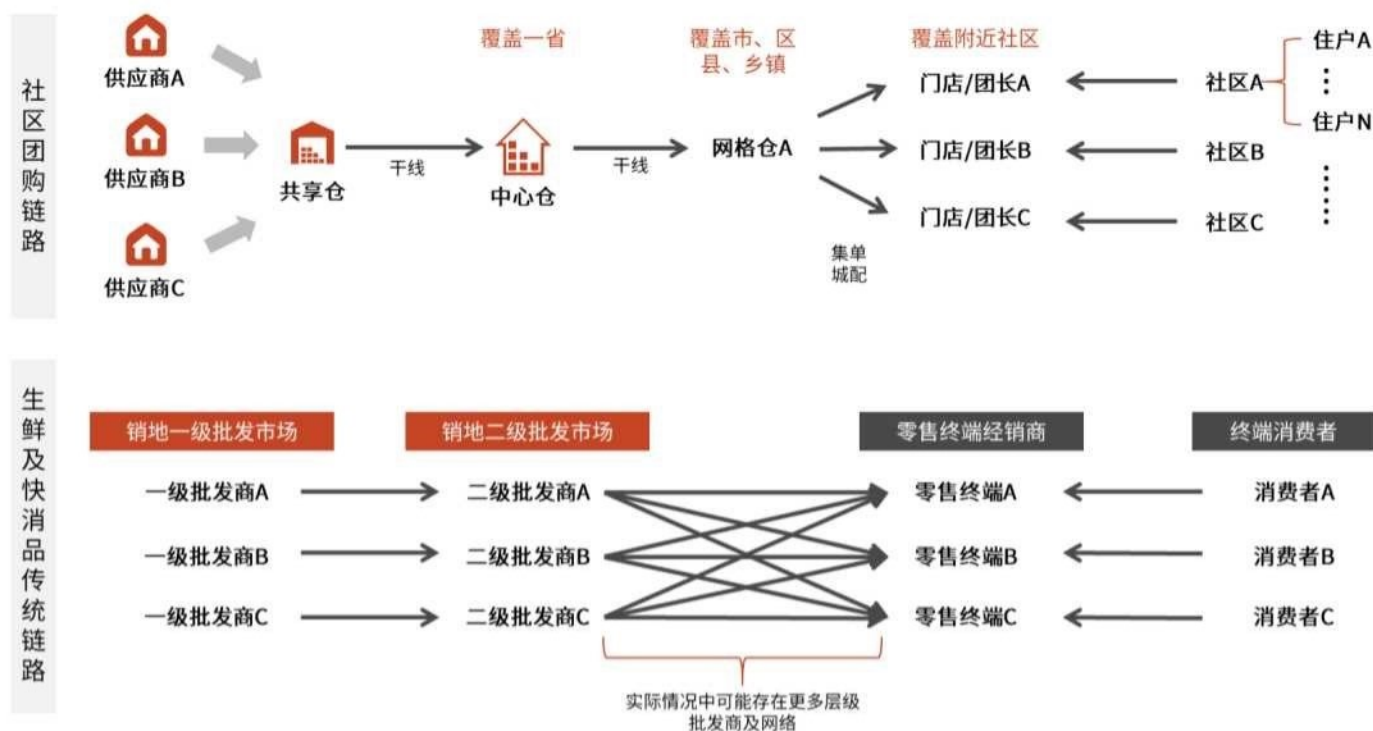 社区团购链路
供应商A
供应商B
供应商C
共享仓
干线
覆盖一省
中心仓
干线
覆盖市、区
县、乡镇
网格仓A
集单
城配
覆盖附近社区
门店/团长A
门店/团长B
门店/团长C
社区A
社区B
社区C
住户A
住户N
生鲜及快消品传统链路
销地一级批发市场
销地二级批发市场
零售终端经销商
终端消费者
一级批发商A
二级批发商A
零售终端A
消费者A
一级批发商B
二级批发商B
零售终端B
消费者B
一级批发商C
二级批发商C
零售终端C
消费者C
实际情况中可能存在更多层级
批发商及网络